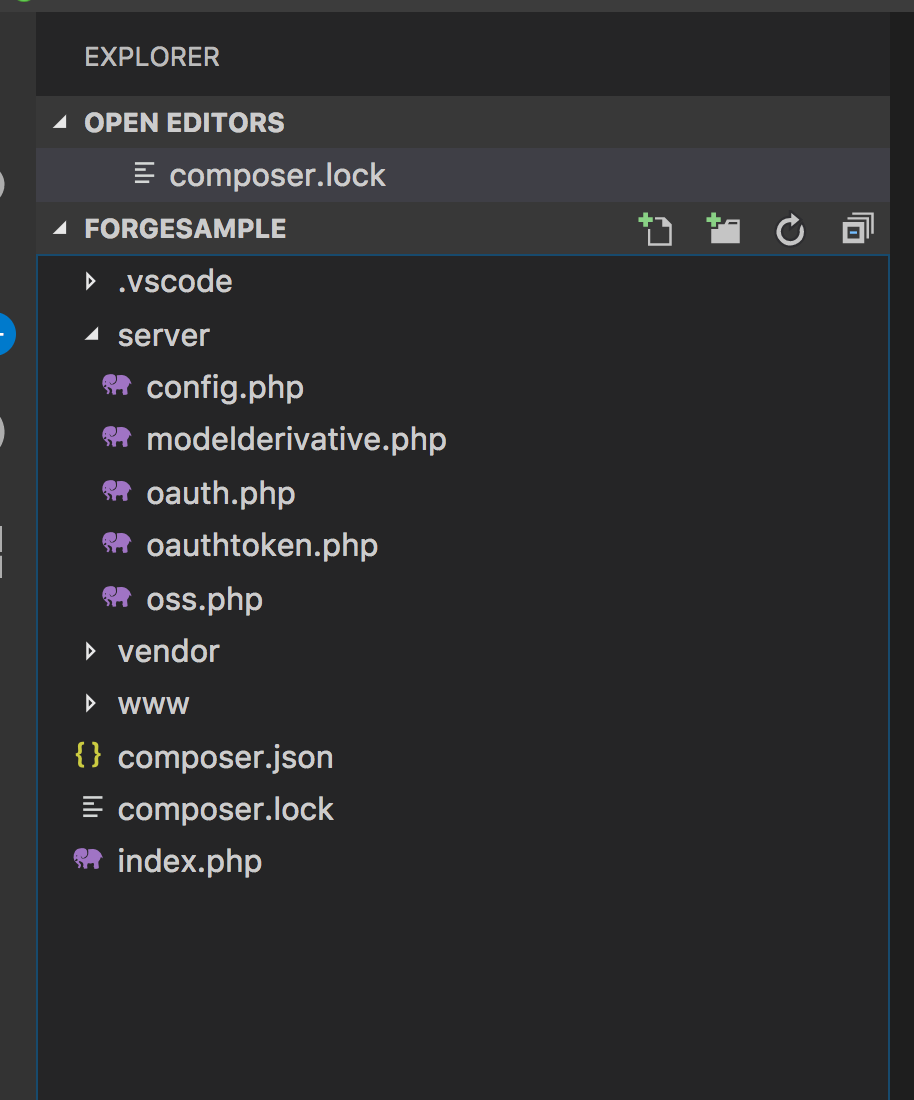 EXPLORER
OPEN EDITORS
composer.lock
FORGESAMPLE
.vscode
server
config.php
modelderivative.php
oauth.php
oauthtoken.php
oss.php
vendor
www
{} composer.json
composer.lock
index.php